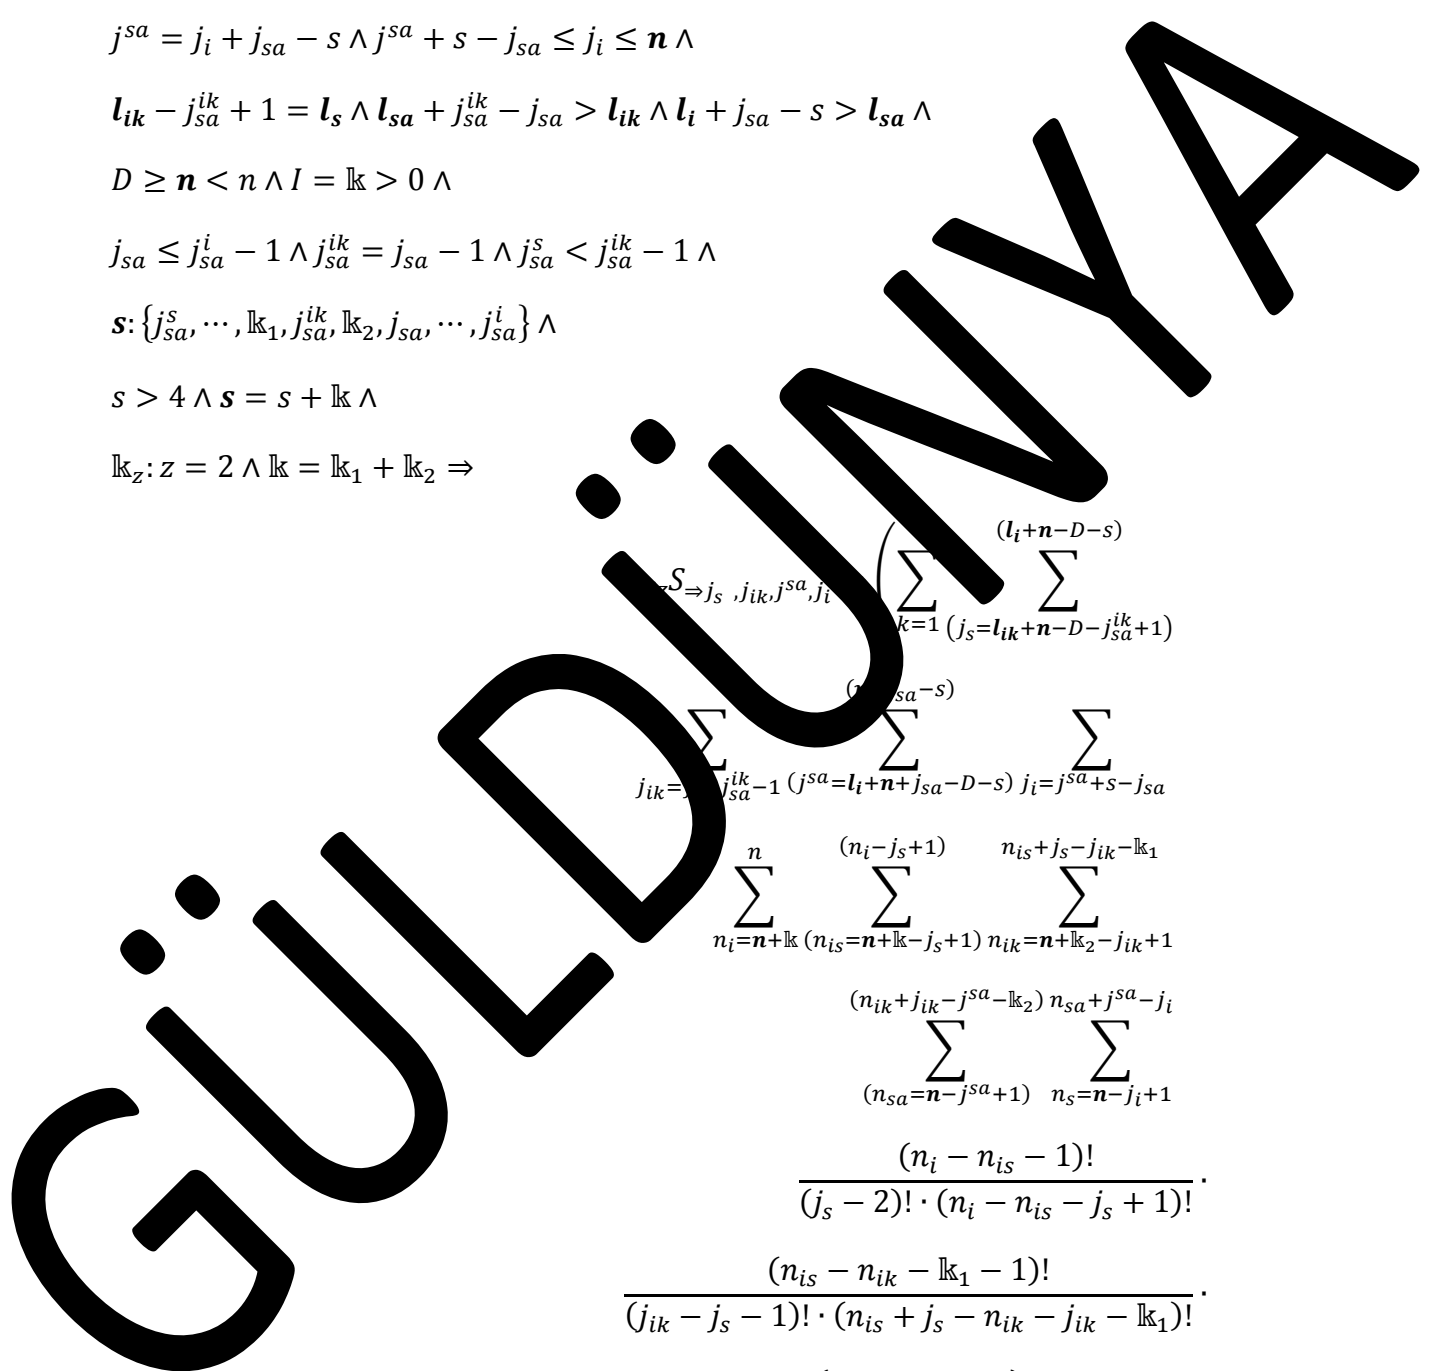 j^{sa} = j_i + j_{sa} − s ∧ j^{sa} + s − j_{sa} ≤ j_i ≤ 𝒏 ∧
𝒍_{𝒊𝒌} − j_{sa}^{ik} + 1 = 𝒍_𝒔 ∧ 𝒍_{𝒔𝒂} + j_{sa}^{ik} − j_{sa} > 𝒍_{𝒊𝒌} ∧ 𝒍_𝒊 + j_{sa} − s > 𝒍_{𝒔𝒂} ∧
D ≥ 𝒏 < n ∧ I = 𝕜 > 0 ∧
j_{sa} ≤ j_{sa}^{i} − 1 ∧ j_{sa}^{ik} = j_{sa} − 1 ∧ j_{sa}^{s} < j_{sa}^{ik} − 1 ∧
𝒔: {j_{sa}^{s}, ⋯ , 𝕜_1, j_{sa}^{ik}, 𝕜_2, j_{sa}, ⋯ , j_{sa}^{i}} ∧
s > 4 ∧ 𝒔 = s + 𝕜 ∧
𝕜_z: z = 2 ∧ 𝕜 = 𝕜_1 + 𝕜_2 ⇒
S_{⇒j_s ,j_{ik},j^{sa},j_i} ( ∑_{k=1} ∑_{(j_s=𝒍_{𝒊𝒌}+𝒏−D−j_{sa}^{ik}+1)}^{(𝒍_𝒊+𝒏−D−s)}
∑_{j_{ik}= j_{sa}^{ik}−1} ∑_{(j^{sa}=𝒍_𝒊+𝒏+j_{sa}−D−s)}^{( sa−s)} ∑_{j_i=j^{sa}+s−j_{sa}}
∑_{n_i=𝒏+𝕜}^{n} ∑_{(n_{is}=𝒏+𝕜−j_s+1)}^{(n_i−j_s+1)} ∑_{n_{ik}=𝒏+𝕜_2−j_{ik}+1}^{n_{is}+j_s−j_{ik}−𝕜_1}
∑_{(n_{sa}=𝒏−j^{sa}+1)}^{(n_{ik}+j_{ik}−j^{sa}−𝕜_2)} ∑_{n_s=𝒏−j_i+1}^{n_{sa}+j^{sa}−j_i}
(n_i − n_{is} − 1)!
(j_s − 2)! · (n_i − n_{is} − j_s + 1)! ·
(n_{is} − n_{ik} − 𝕜_1 − 1)!
(j_{ik} − j_s − 1)! · (n_{is} + j_s − n_{ik} − j_{ik} − 𝕜_1)! ·
GÜLDÜNYA